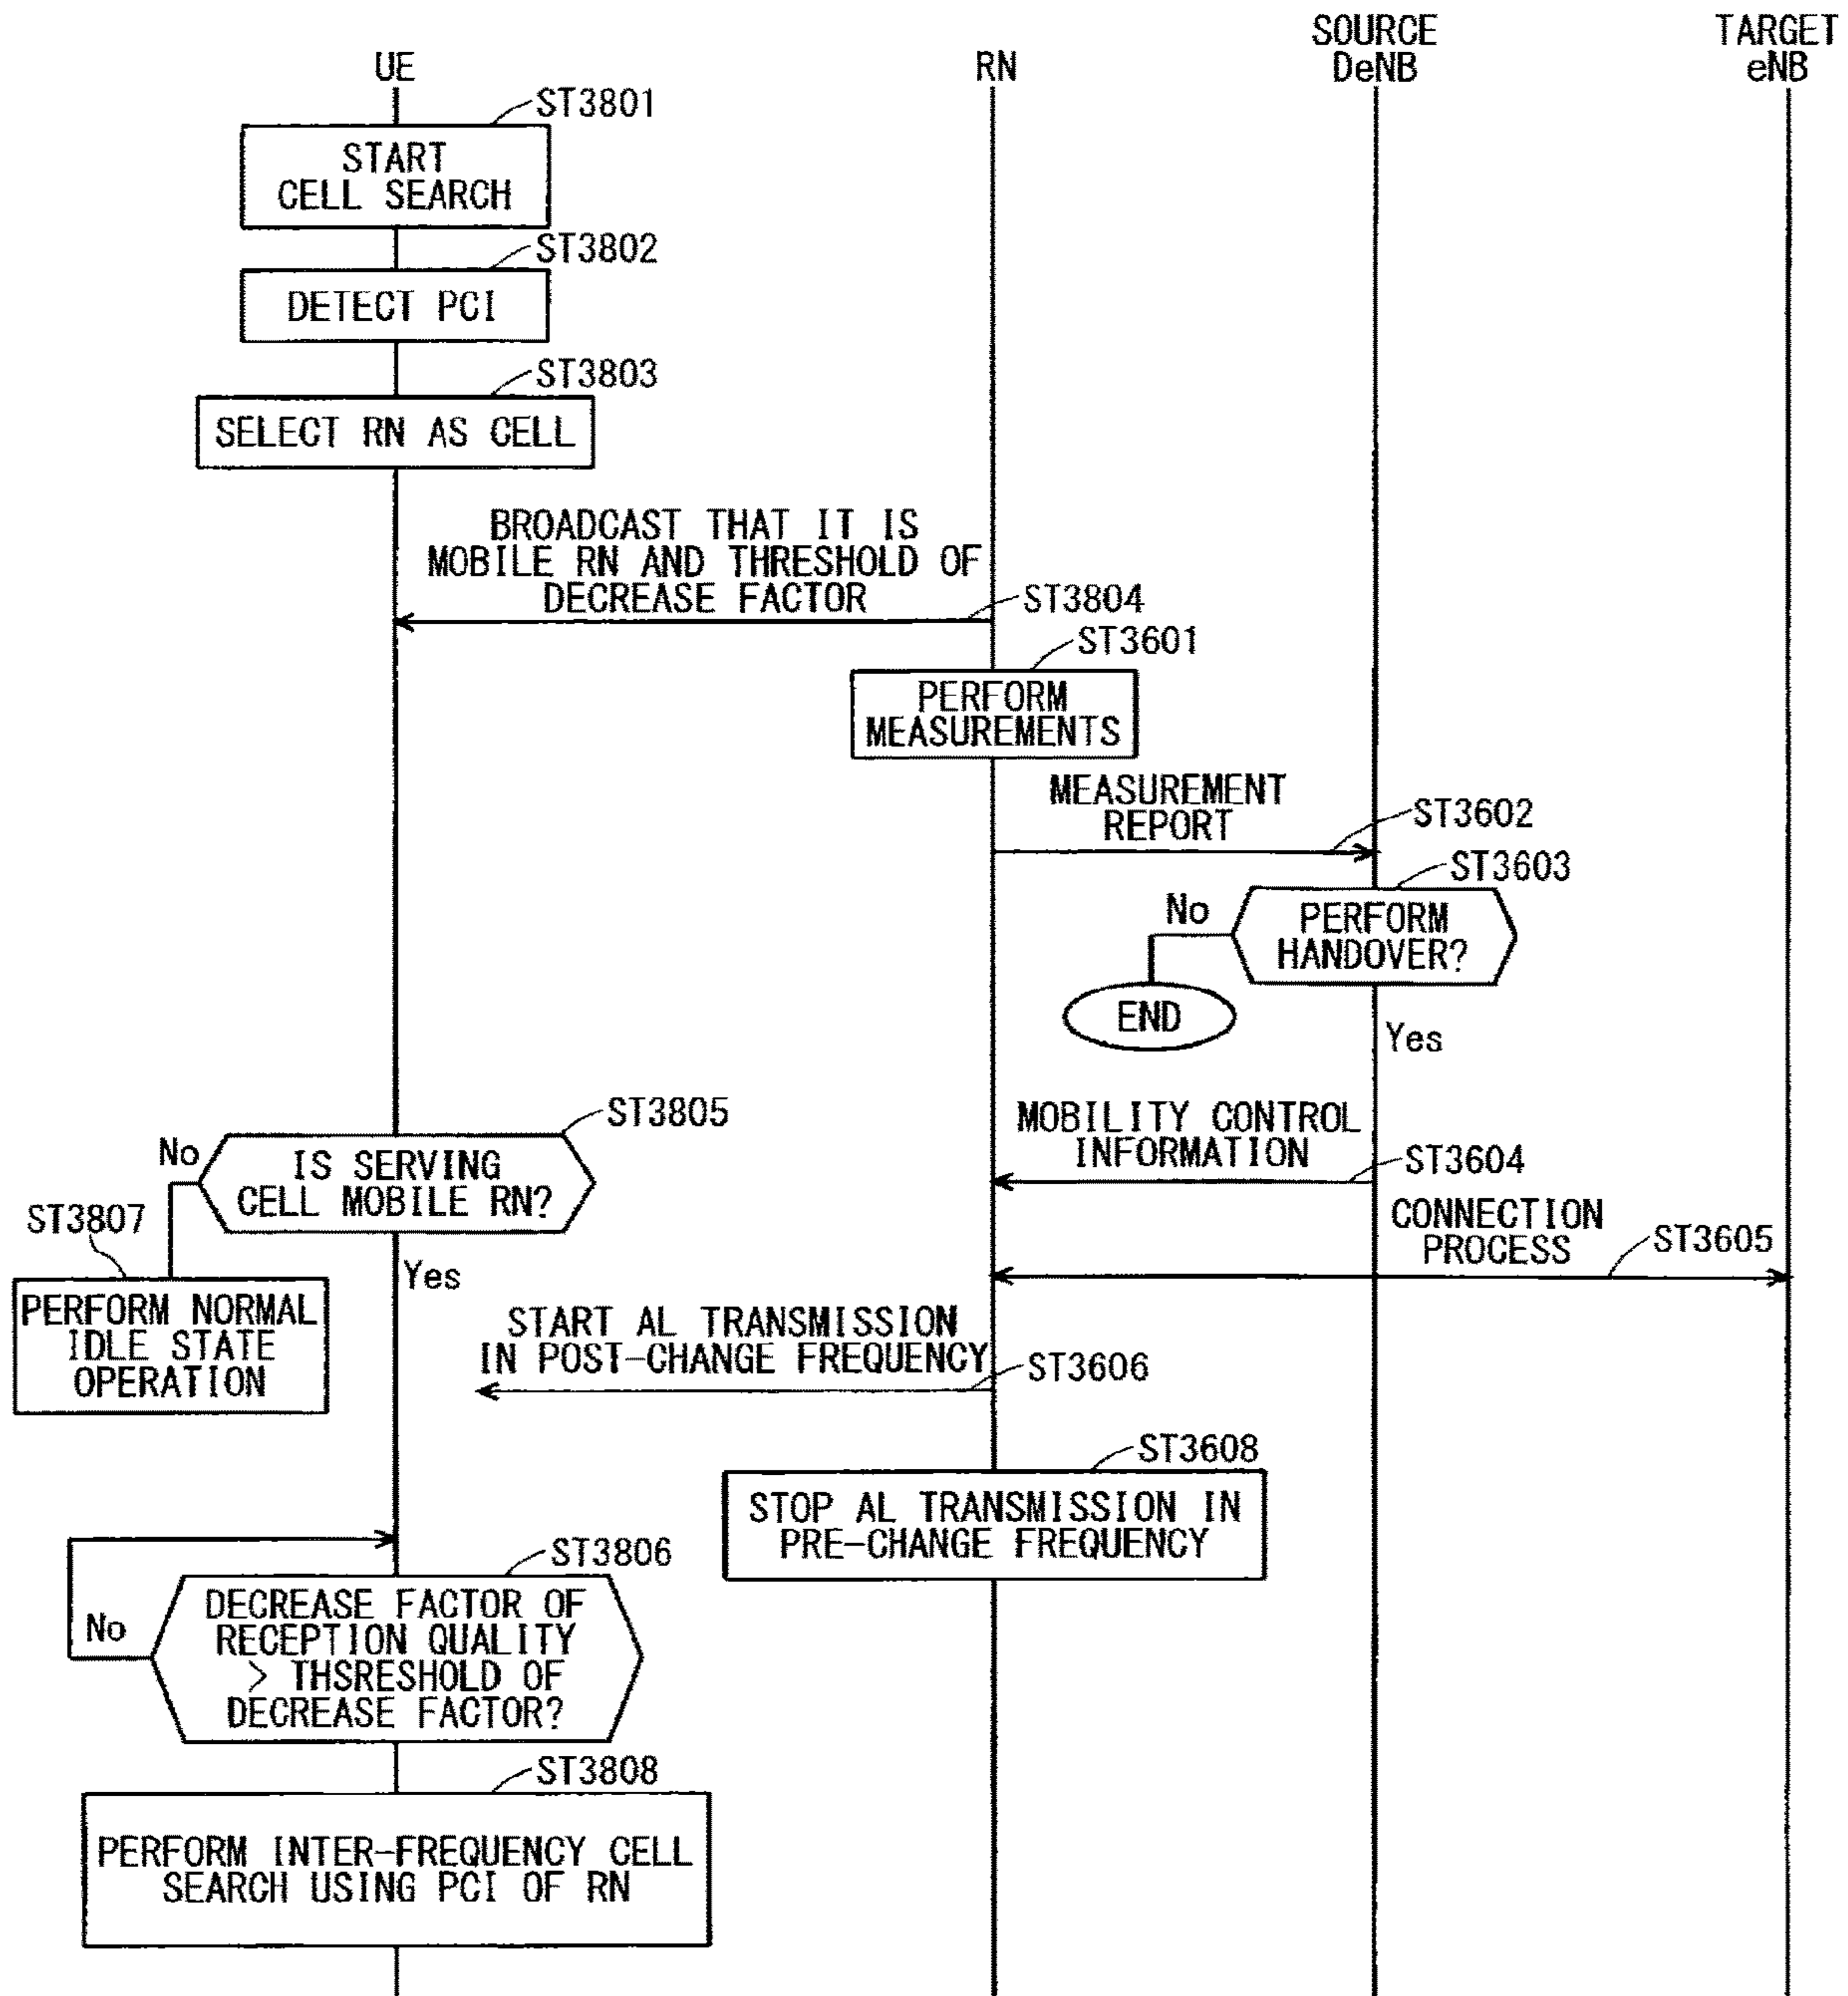 UE
RN
SOURCE
DeNB
TARGET
eNB
ST3801
START
CELL SEARCH
ST3802
DETECT PCI
ST3803
SELECT RN AS CELL
BROADCAST THAT IT IS
MOBILE RN AND THRESHOLD OF
DECREASE FACTOR
ST3804
ST3601
PERFORM
MEASUREMENTS
MEASUREMENT
REPORT
ST3602
ST3603
No
PERFORM
HANDOVER?
END
Yes
ST3805
No
IS SERVING
CELL MOBILE RN?
MOBILITY CONTROL
INFORMATION
ST3604
ST3807
CONNECTION
PROCESS
ST3605
Yes
PERFORM NORMAL
IDLE STATE
OPERATION
START AL TRANSMISSION
IN POST-CHANGE FREQUENCY
ST3606
ST3608
STOP AL TRANSMISSION IN
PRE-CHANGE FREQUENCY
ST3806
No
DECREASE FACTOR OF
RECEPTION QUALITY
> THSRESHOLD OF
DECREASE FACTOR?
ST3808
PERFORM INTER-FREQUENCY CELL
SEARCH USING PCI OF RN